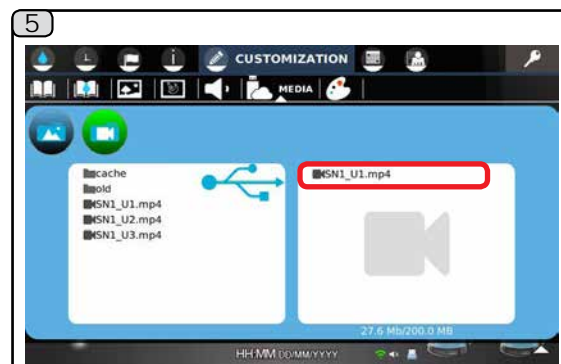 5
CUSTOMIZATION
MEDIA
cache
old
SN1_U1.mp4
SN1_U2.mp4
SN1_U3.mp4
SN1_U1.mp4
27.6 Mb/200.0 MB
HH:MM DD/MM/YYYY